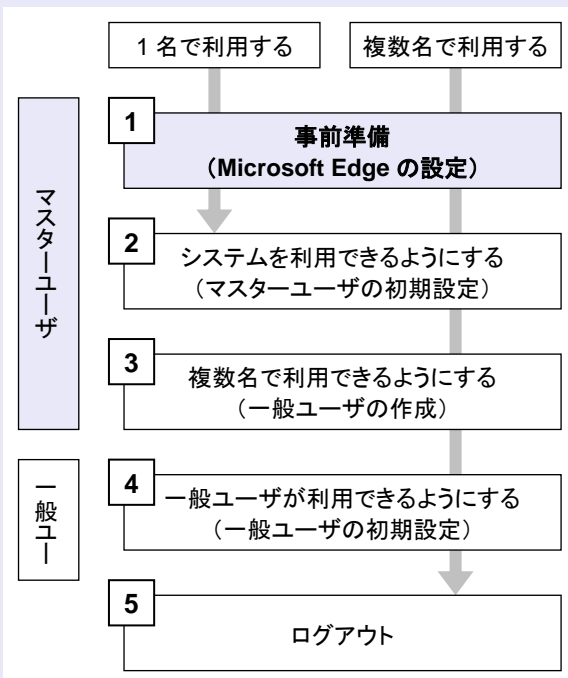 1 名で利用する
複数名で利用する
マスターユーザ
1
事前準備
（Microsoft Edge の設定）
2
システムを利用できるようにする
（マスターユーザの初期設定）
3
複数名で利用できるようにする
（一般ユーザの作成）
一般ユー
4
一般ユーザが利用できるようにする
（一般ユーザの初期設定）
5
ログアウト